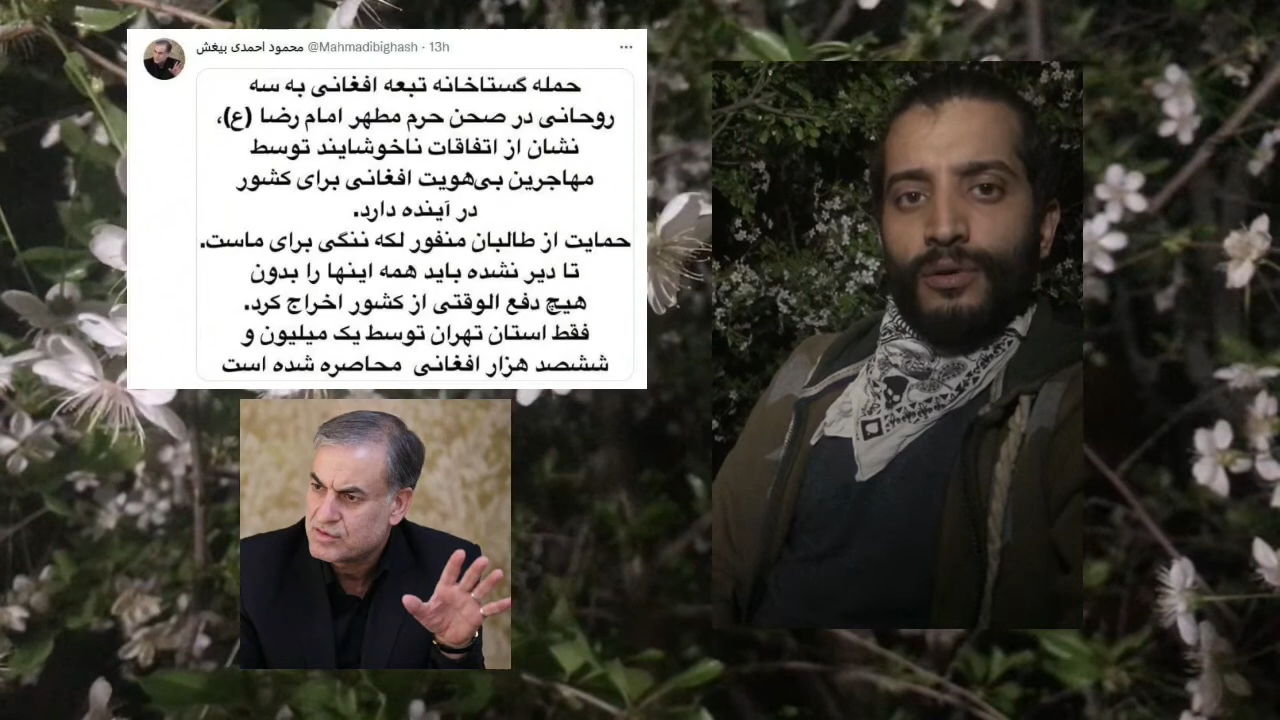 محمود احمدی بیغش @Mahmadibighash · 13h
حمله گستاخانه تبعه افغانی به سه
روحانی در صحن حرم مطهر امام رضا (ع)،
نشان از اتفاقات ناخوشایند توسط
مهاجرین بی‌هویت افغانی برای کشور
در آینده دارد.
حمایت از طالبان منفور لکه ننگی برای ماست.
تا دیر نشده باید همه اینها را بدون
هیچ دفع الوقتی از کشور اخراج کرد.
فقط استان تهران توسط یک میلیون و
ششصد هزار افغانی محاصره شده است